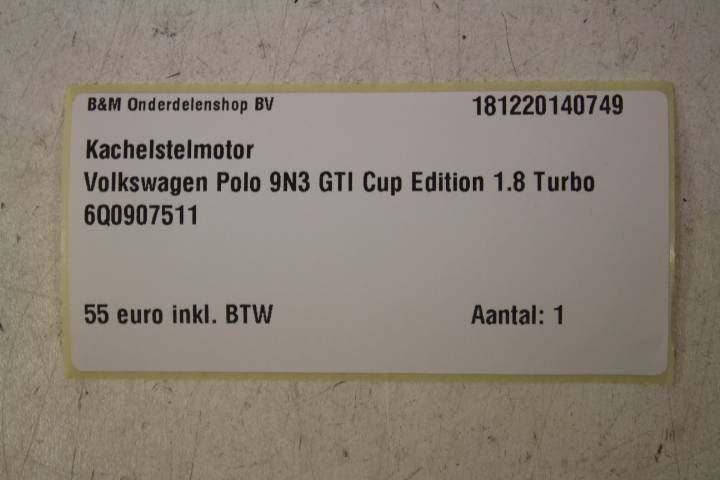 B&M Onderdelenshop BV 181220140749
Kachelstelmotor
Volkswagen Polo 9N3 GTI Cup Edition 1.8 Turbo
6Q0907511
55 euro inkl. BTW Aantal: 1